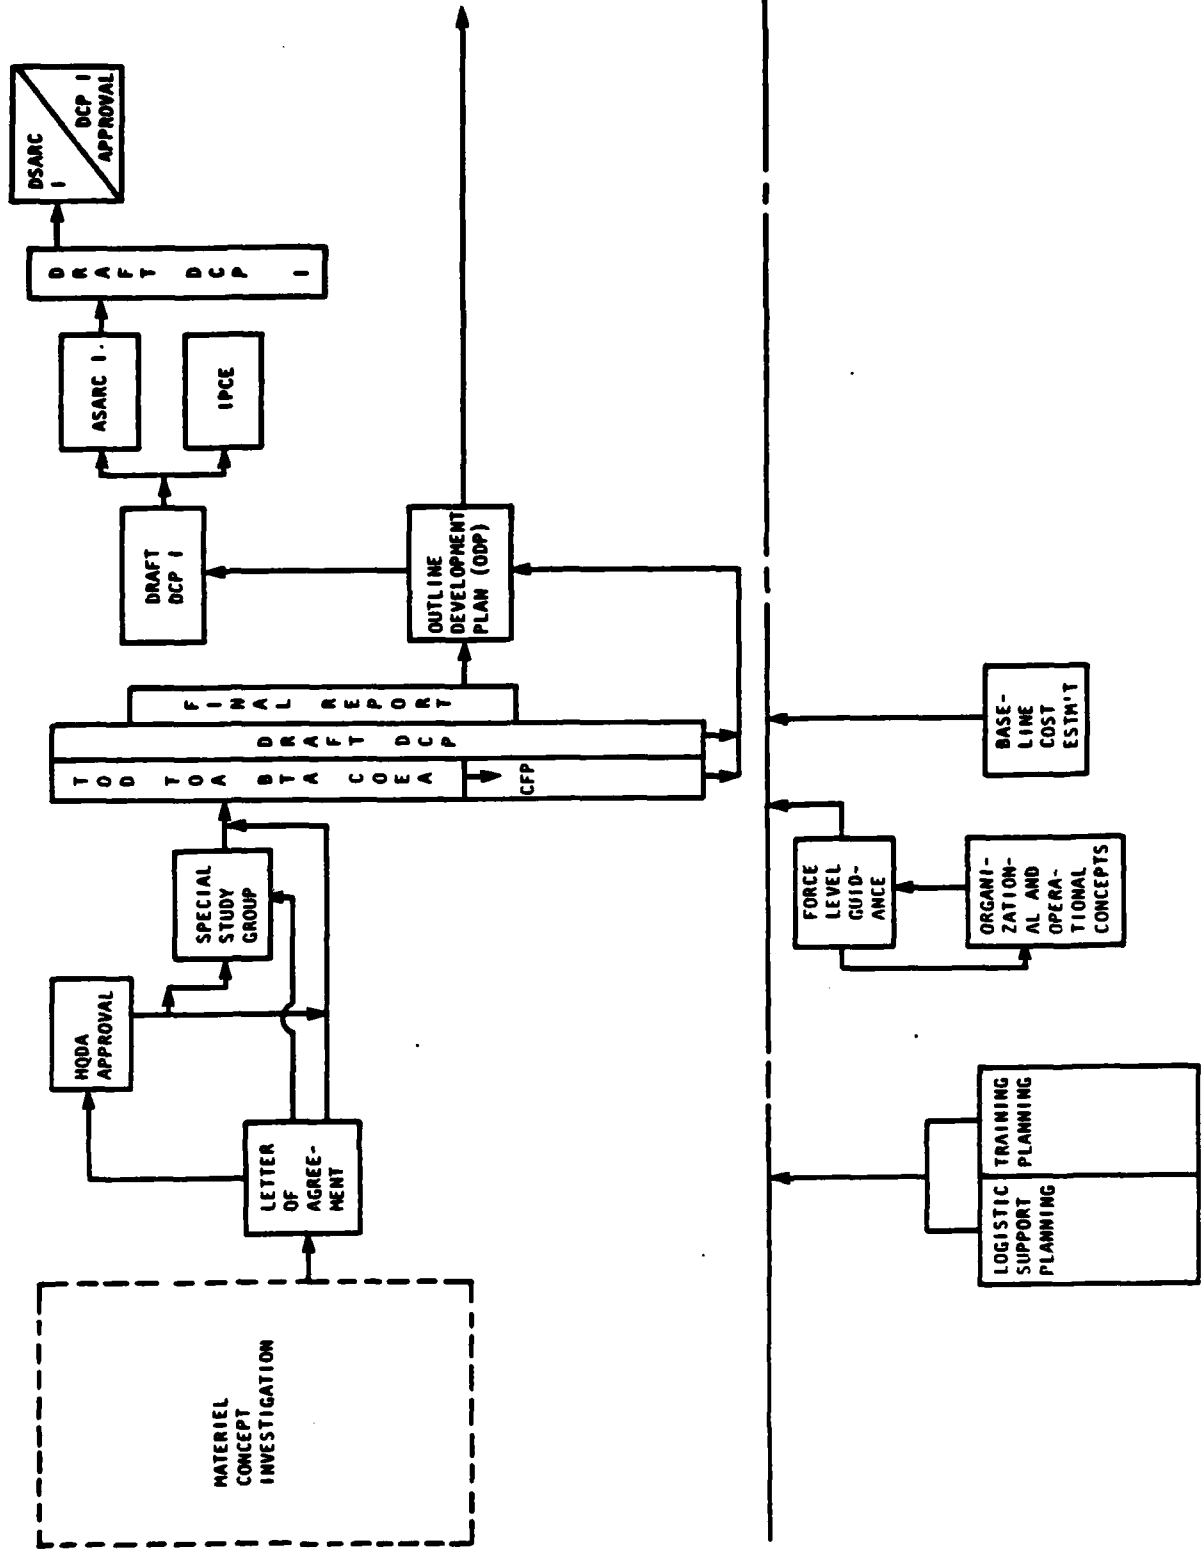 MATERIEL
CONCEPT
INVESTIGATION
LETTER
OF
AGREE-
MENT
HQDA
APPROVAL
SPECIAL
STUDY
GROUP
TOD TOA BTA COEA
CFP
DRAFT DCP
FINAL REPORT
OUTLINE
DEVELOPMENT
PLAN (ODP)
DRAFT
DCP I
ASARC I.
IPCE
DRAFT DCP I
DSARC
I
DCP I
APPROVAL
LOGISTIC
SUPPORT
PLANNING
TRAINING
PLANNING
FORCE
LEVEL
GUID-
ANCE
ORGANI-
ZATION-
AL AND
OPERA-
TIONAL
CONCEPTS
BASE-
LINE
COST
ESTM'T